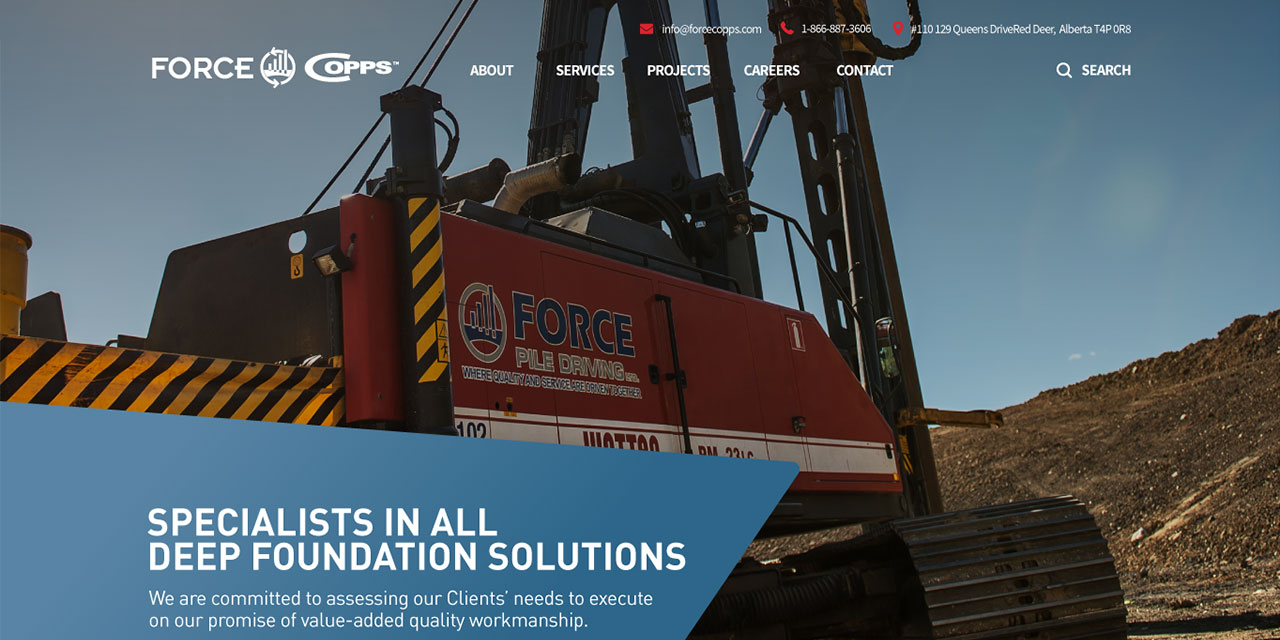 info@forcecopps.com 1-866-887-3606 #110 129 Queens DriveRed Deer, Alberta T4P 0R8
FORCE COPPS™ ABOUT SERVICES PROJECTS CAREERS CONTACT SEARCH
FORCE
PILE DRIVING LTD.
WHERE QUALITY AND SERVICE ARE DRIVEN TOGETHER
102
SPECIALISTS IN ALL
DEEP FOUNDATION SOLUTIONS
We are committed to assessing our Clients’ needs to execute
on our promise of value-added quality workmanship.